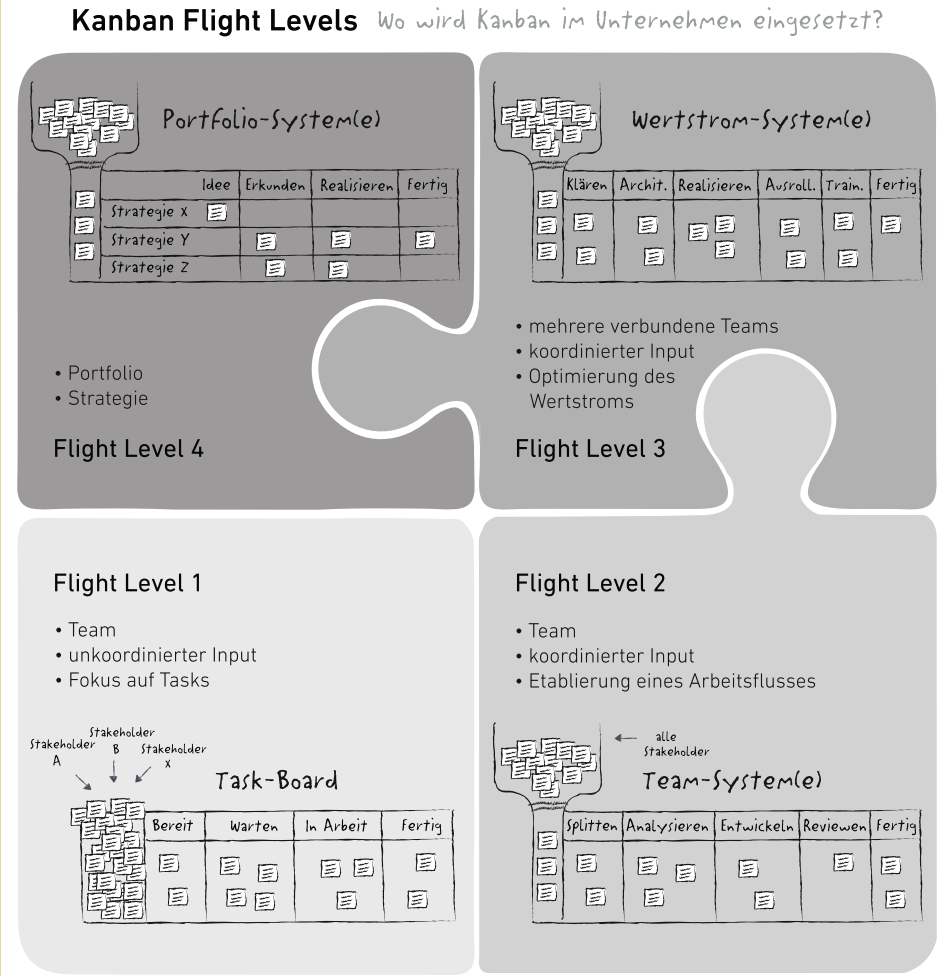 Kanban Flight Levels Wo wird Kanban im Unternehmen eingesetzt?
Portfolio-System(e)
Idee Erkunden Realisieren Fertig
Strategie X
Strategie Y
Strategie Z
• Portfolio
• Strategie
Flight Level 4
Wertstrom-System(e)
Klären Archit. Realisieren Ausroll. Train. Fertig
• mehrere verbundene Teams
• koordinierter Input
• Optimierung des
Wertstroms
Flight Level 3
Flight Level 1
• Team
• unkoordinierter Input
• Fokus auf Tasks
Stakeholder
A
Stakeholder
B
Stakeholder
X
Task-Board
Bereit Warten In Arbeit Fertig
Flight Level 2
• Team
• koordinierter Input
• Etablierung eines Arbeitsflusses
alle
Stakeholder
Team-System(e)
Splitten Analysieren Entwickeln Reviewen Fertig